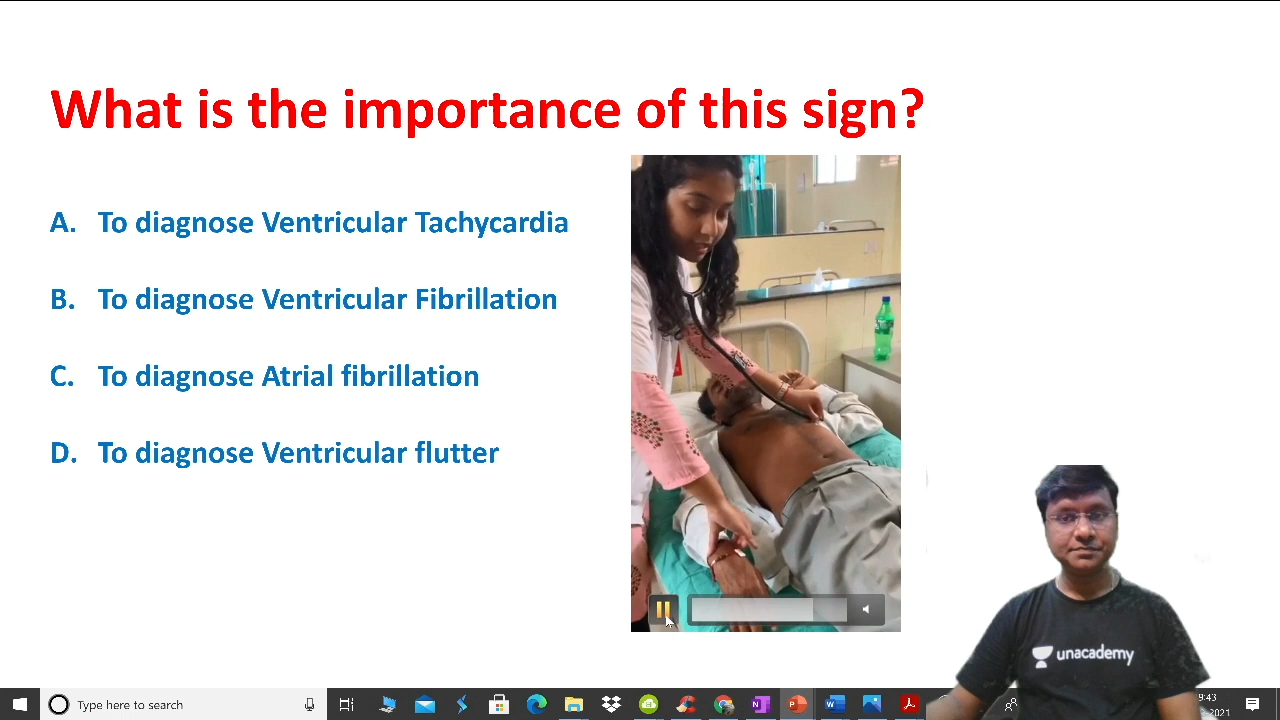 What is the importance of this sign?
A. To diagnose Ventricular Tachycardia
B. To diagnose Ventricular Fibrillation
C. To diagnose Atrial fibrillation
D. To diagnose Ventricular flutter
unacademy
Type here to search
9:43
2021